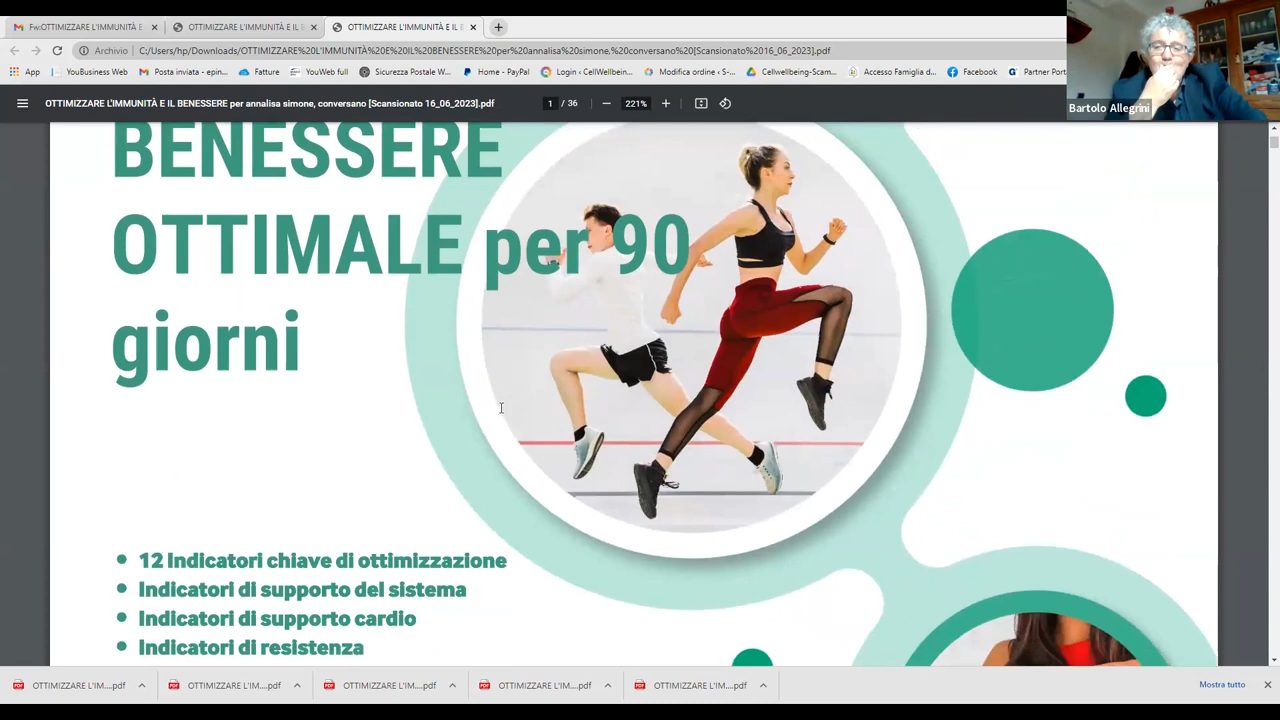 Fw:OTTIMIZZARE L'IMMUNITÀ E
OTTIMIZZARE L'IMMUNITÀ E IL B
OTTIMIZZARE L'IMMUNITÀ E IL B
Archivio
C:/Users/hp/Downloads/OTTIMIZZARE%20L'IMMUNITÀ%20E%20IL%20BENESSERE%20per%20annalisa%20simone,%20conversano%20[Scansionato%2016_06_2023].pdf
App
YouBusiness Web
Posta inviata - epin...
Fatture
YouWeb full
Sicurezza Postale W...
Home - PayPal
Login ‹ CellWellbein...
Modifica ordine ‹ S-...
Cellwellbeing-Scam...
Accesso Famiglia d...
Facebook
Partner Port
OTTIMIZZARE L'IMMUNITÀ E IL BENESSERE per annalisa simone, conversano [Scansionato 16_06_2023].pdf
1 / 36
221%
Bartolo Allegrini
BENESSERE
OTTIMALE per 90
giorni
• 12 Indicatori chiave di ottimizzazione
• Indicatori di supporto del sistema
• Indicatori di supporto cardio
• Indicatori di resistenza
OTTIMIZZARE L'IM....pdf
OTTIMIZZARE L'IM....pdf
OTTIMIZZARE L'IM....pdf
OTTIMIZZARE L'IM....pdf
OTTIMIZZARE L'IM....pdf
Mostra tutto